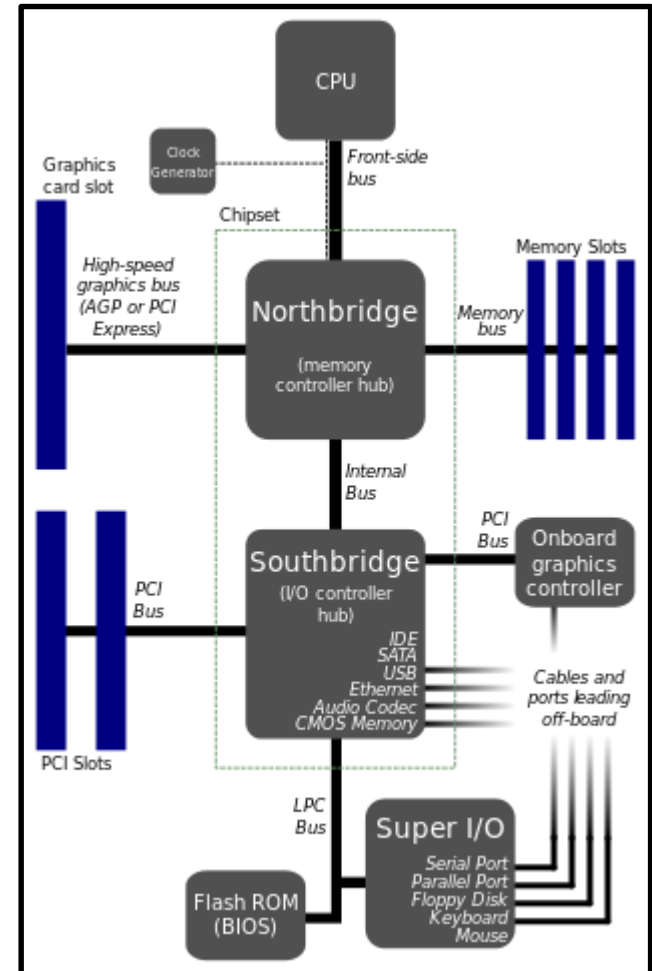 CPU
Clock
Generator
Front-side
bus
Graphics
card slot
Chipset
High-speed
graphics bus
(AGP or PCI
Express)
Northbridge
(memory
controller hub)
Memory Slots
Memory
bus
Internal
Bus
PCI
Bus
Southbridge
(I/O controller
hub)
IDE
SATA
USB
Ethernet
Audio Codec
CMOS Memory
PCI
Bus
Onboard
graphics
controller
Cables and
ports leading
off-board
PCI Slots
LPC
Bus
Super I/O
Serial Port
Parallel Port
Floppy Disk
Keyboard
Mouse
Flash ROM
(BIOS)